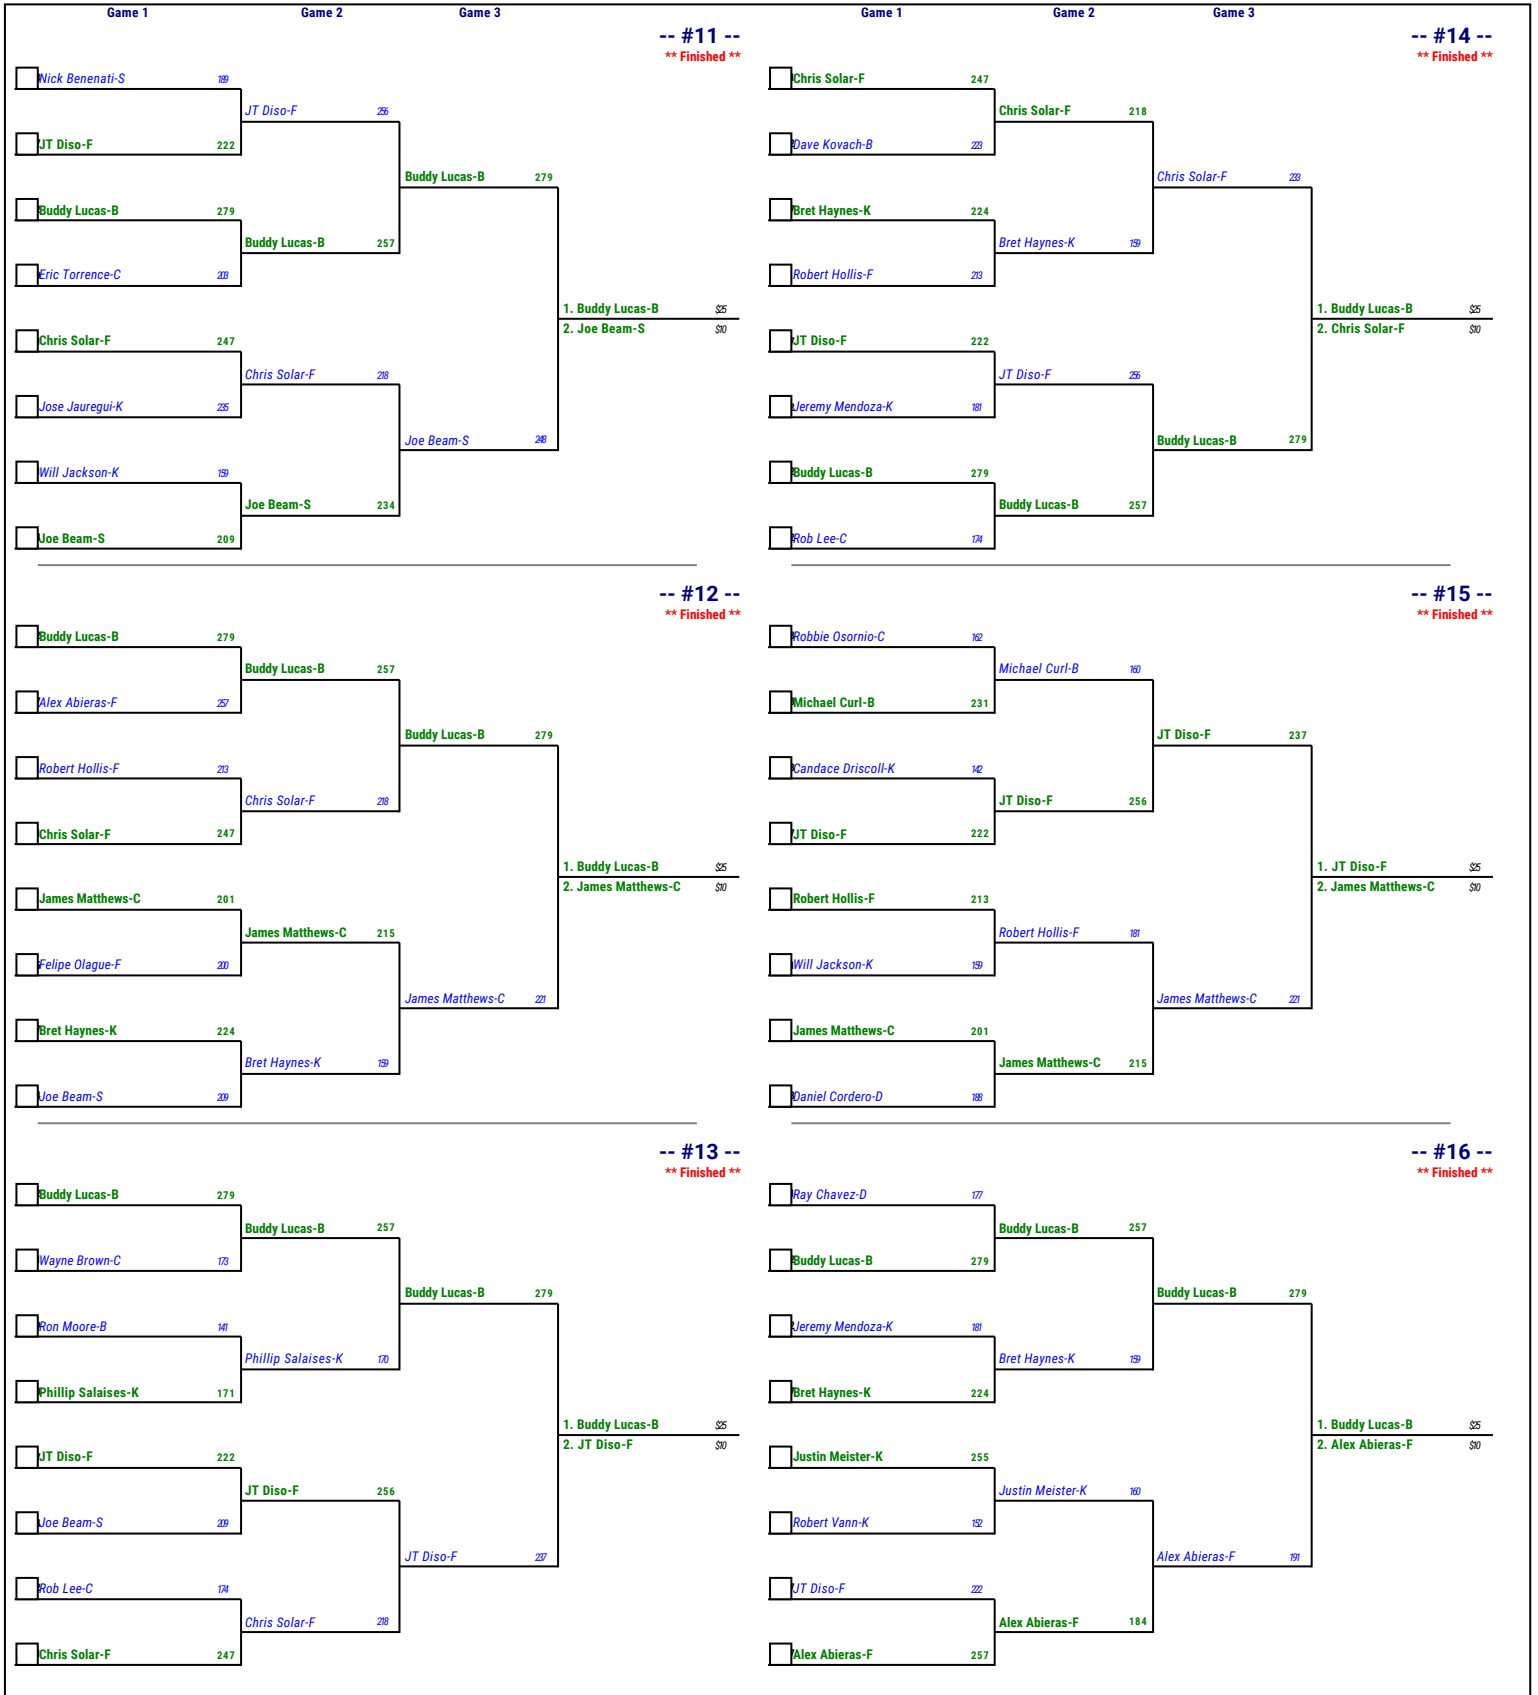 Game 1 Game 2 Game 3 Game 1 Game 2 Game 3
-- #11 --
** Finished **
Nick Benenati-S 189
JT Diso-F 256
JT Diso-F 222
Buddy Lucas-B 279
Buddy Lucas-B 279
Buddy Lucas-B 257
Eric Torrence-C 203
1. Buddy Lucas-B $25
2. Joe Beam-S $10
Chris Solar-F 247
Chris Solar-F 218
Jose Jauregui-K 235
Joe Beam-S 248
Will Jackson-K 159
Joe Beam-S 234
Joe Beam-S 209
-- #12 --
** Finished **
Buddy Lucas-B 279
Buddy Lucas-B 257
Alex Abieras-F 257
Buddy Lucas-B 279
Robert Hollis-F 213
Chris Solar-F 218
Chris Solar-F 247
1. Buddy Lucas-B $25
2. James Matthews-C $10
James Matthews-C 201
James Matthews-C 215
Felipe Olague-F 200
James Matthews-C 221
Bret Haynes-K 224
Bret Haynes-K 159
Joe Beam-S 209
-- #13 --
** Finished **
Buddy Lucas-B 279
Buddy Lucas-B 257
Wayne Brown-C 173
Buddy Lucas-B 279
Ron Moore-B 141
Phillip Salaises-K 170
Phillip Salaises-K 171
1. Buddy Lucas-B $25
2. JT Diso-F $10
JT Diso-F 222
JT Diso-F 256
Joe Beam-S 209
JT Diso-F 237
Rob Lee-C 174
Chris Solar-F 218
Chris Solar-F 247
-- #14 --
** Finished **
Chris Solar-F 247
Chris Solar-F 218
Dave Kovach-B 223
Chris Solar-F 233
Bret Haynes-K 224
Bret Haynes-K 159
Robert Hollis-F 213
1. Buddy Lucas-B $25
2. Chris Solar-F $10
JT Diso-F 222
JT Diso-F 256
Jeremy Mendoza-K 181
Buddy Lucas-B 279
Buddy Lucas-B 279
Buddy Lucas-B 257
Rob Lee-C 174
-- #15 --
** Finished **
Robbie Osornio-C 162
Michael Curl-B 160
Michael Curl-B 231
JT Diso-F 237
Candace Driscoll-K 142
JT Diso-F 256
JT Diso-F 222
1. JT Diso-F $25
2. James Matthews-C $10
Robert Hollis-F 213
Robert Hollis-F 181
Will Jackson-K 159
James Matthews-C 221
James Matthews-C 201
James Matthews-C 215
Daniel Cordero-D 188
-- #16 --
** Finished **
Ray Chavez-D 177
Buddy Lucas-B 257
Buddy Lucas-B 279
Buddy Lucas-B 279
Jeremy Mendoza-K 181
Bret Haynes-K 159
Bret Haynes-K 224
1. Buddy Lucas-B $25
2. Alex Abieras-F $10
Justin Meister-K 255
Justin Meister-K 160
Robert Vann-K 152
Alex Abieras-F 191
JT Diso-F 222
Alex Abieras-F 184
Alex Abieras-F 257